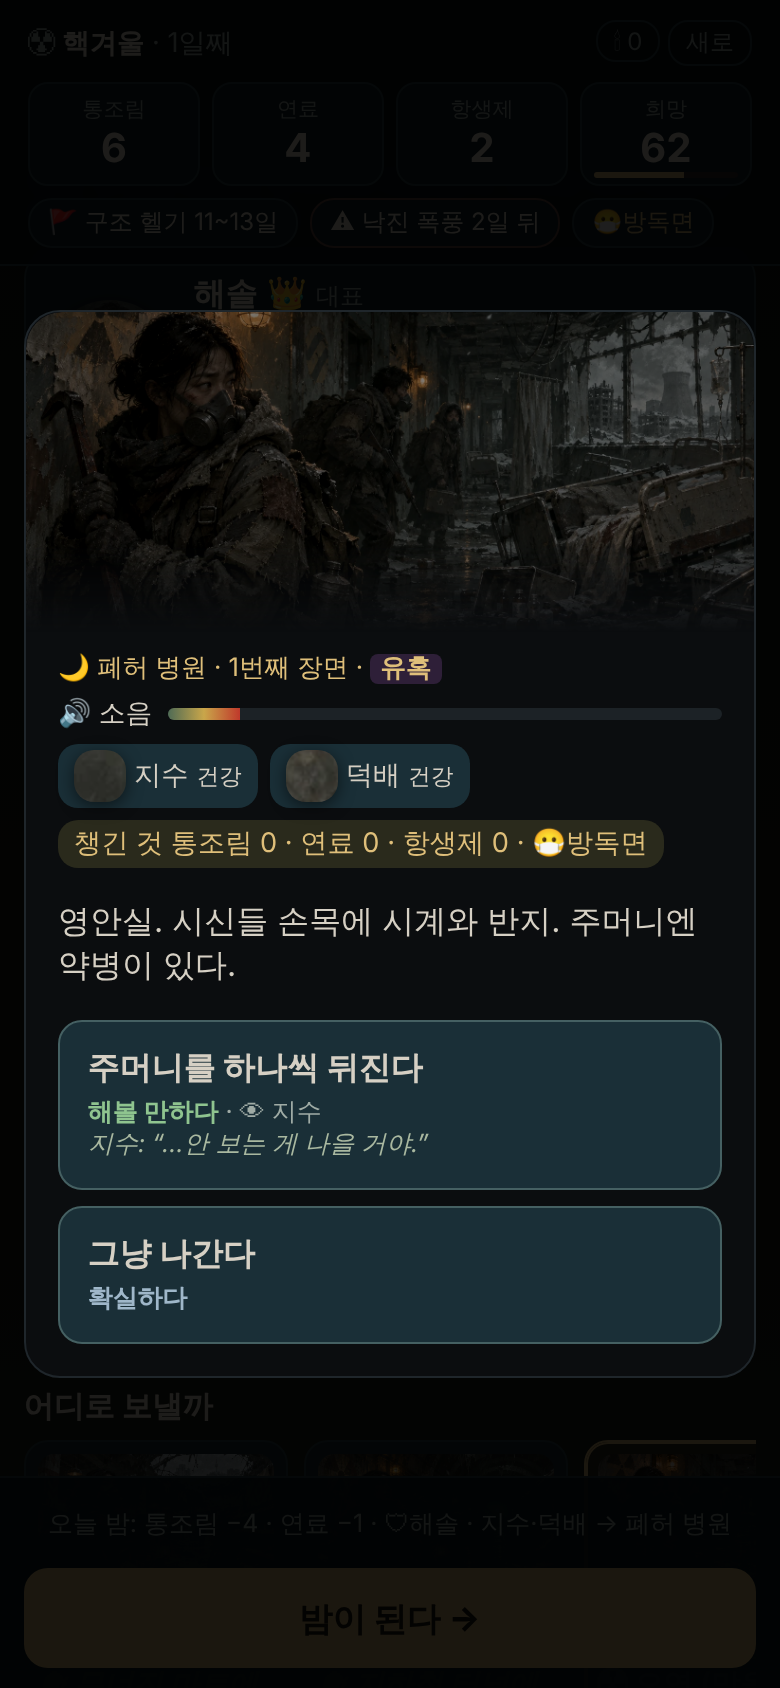 ☢ 핵겨울 · 1일째
0 새로
통조림 연료 항생제 희망
6 4 2 62
🚩 구조 헬기 11~13일 ⚠ 낙진 폭풍 2일 뒤 😷방독면
해솔 👑 대표
🌙 폐허 병원 · 1번째 장면 · 유혹
🔊 소음
지수 건강 덕배 건강
챙긴 것 통조림 0 · 연료 0 · 항생제 0 · 😷방독면
영안실. 시신들 손목에 시계와 반지. 주머니엔
약병이 있다.
주머니를 하나씩 뒤진다
해볼 만하다 · 👁 지수
지수: “…안 보는 게 나을 거야.”
그냥 나간다
확실하다
어디로 보낼까
오늘 밤: 통조림 −4 · 연료 −1 · 🛡해솔 · 지수·덕배 → 폐허 병원
밤이 된다 →